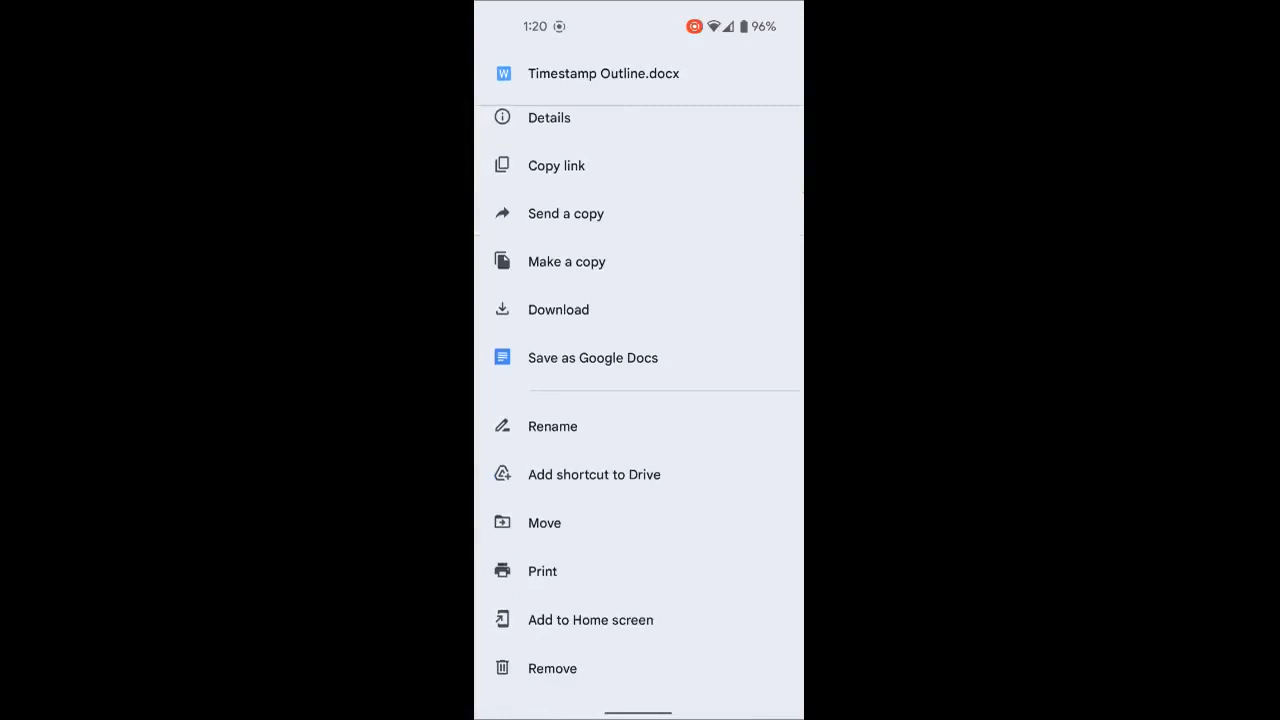 1:20 96%
W Timestamp Outline.docx
Details
Copy link
Send a copy
Make a copy
Download
Save as Google Docs
Rename
Add shortcut to Drive
Move
Print
Add to Home screen
Remove